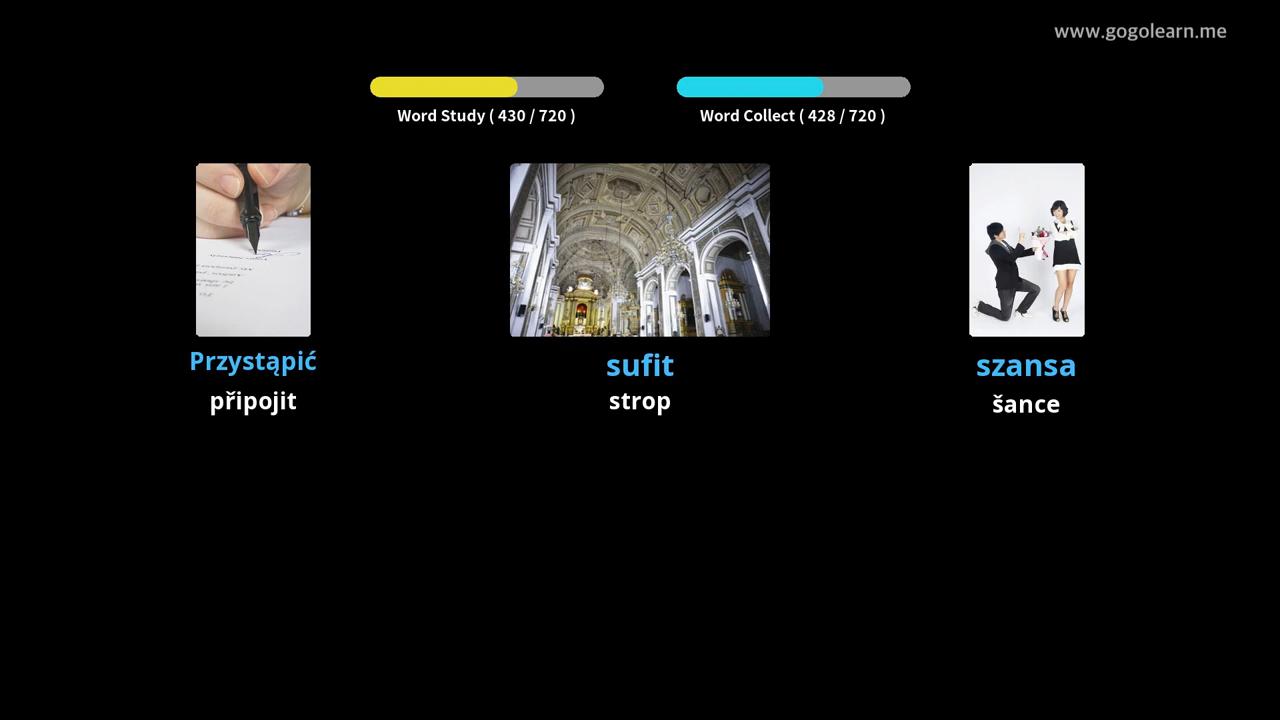 www.gogolearn.me
Word Study ( 430 / 720 )
Word Collect ( 428 / 720 )
Przystąpić
sufit
szansa
připojit
strop
šance